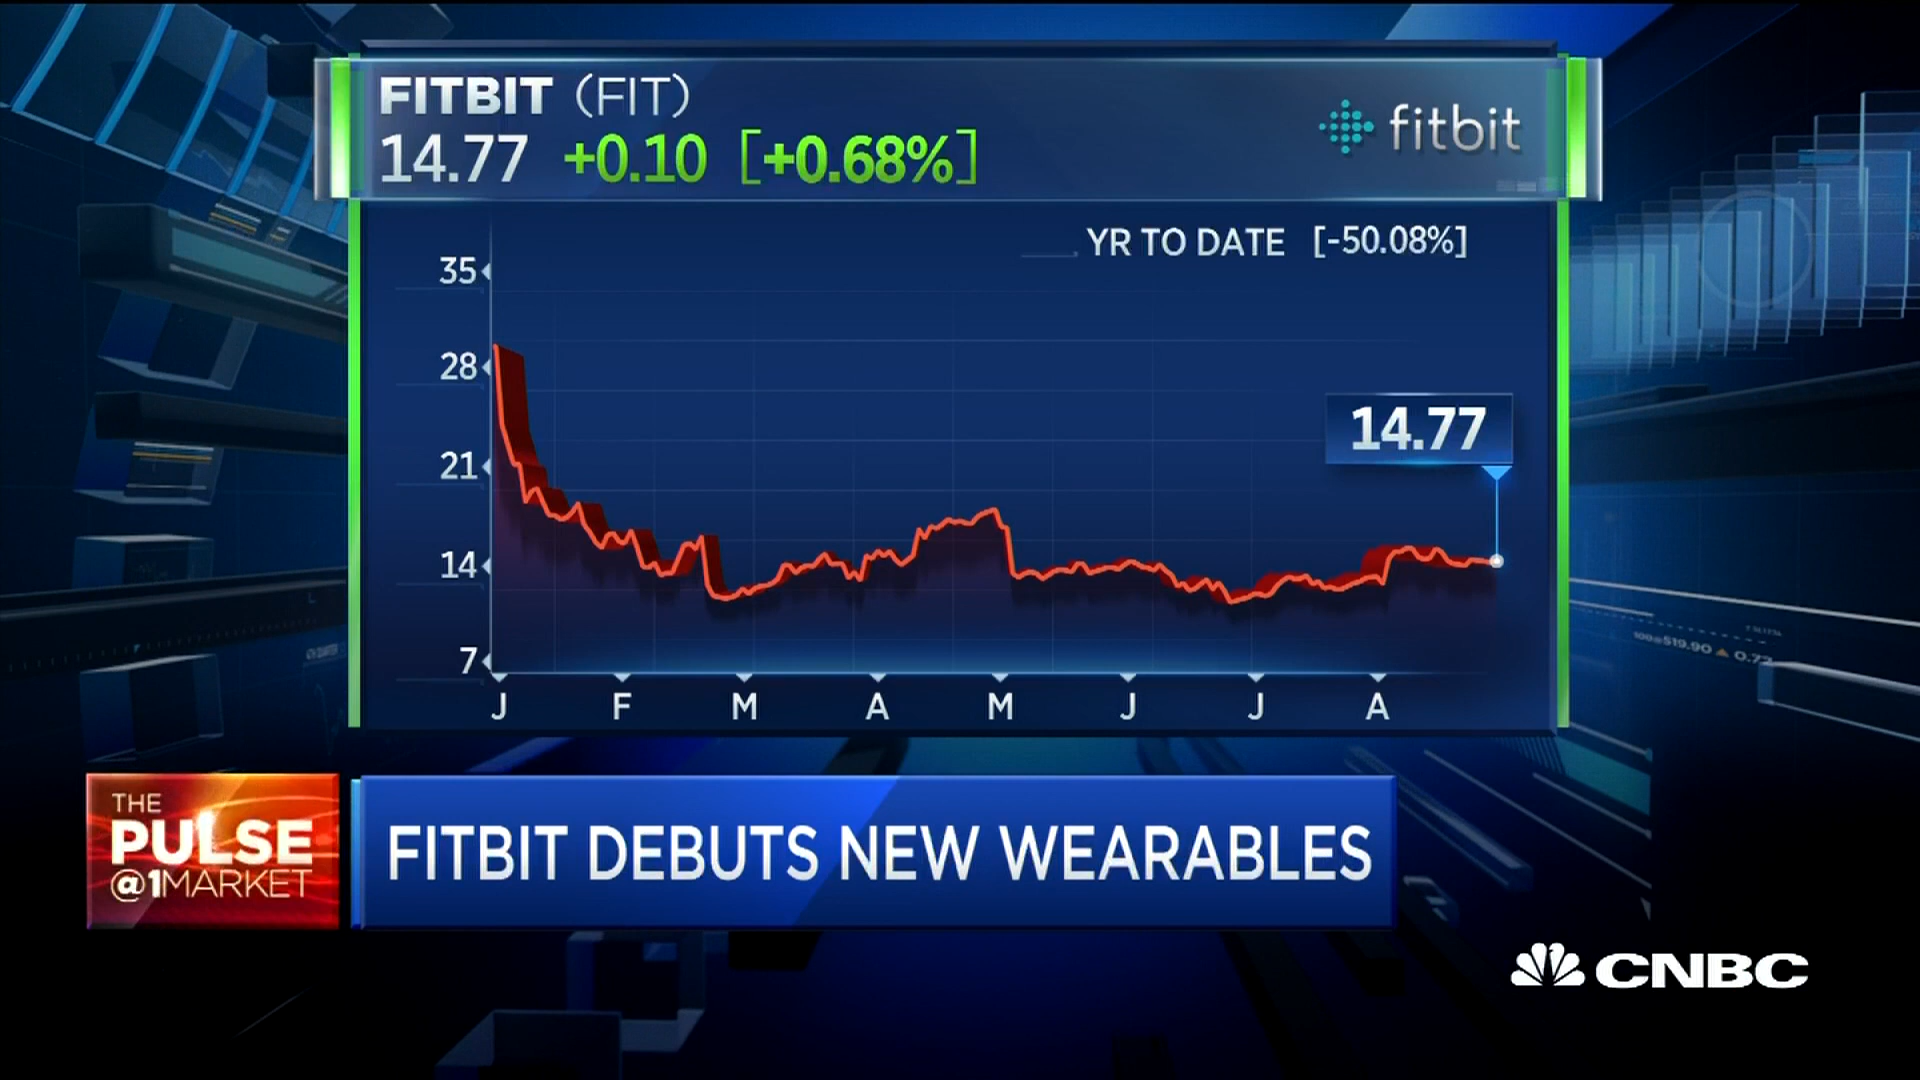 FITBIT (FIT)
14.77 +0.10 [+0.68%]
fitbit
YR TO DATE [-50.08%]
35
28
21
14
7
14.77
J F M A M J J A
THE
PULSE
@1MARKET
FITBIT DEBUTS NEW WEARABLES
CNBC